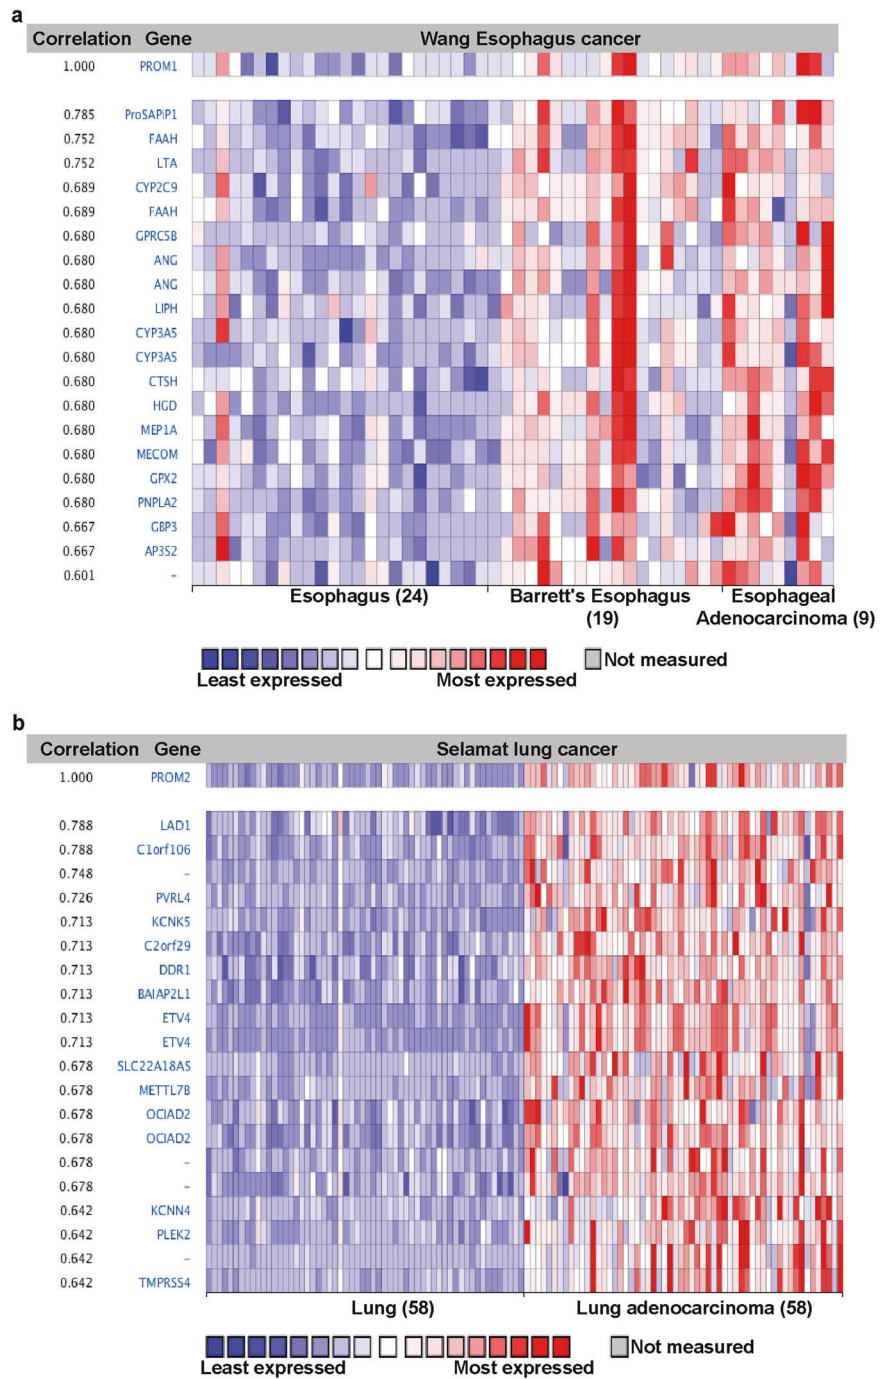 a
Correlation Gene Wang Esophagus cancer
1.000 PROM1
0.785 ProSAPiP1
0.752 FAAH
0.752 LTA
0.689 CYP2C9
0.689 FAAH
0.680 GPRC5B
0.680 ANG
0.680 ANG
0.680 LIPH
0.680 CYP3A5
0.680 CYP3A5
0.680 CTSH
0.680 HGD
0.680 MEP1A
0.680 MECOM
0.680 GPX2
0.680 PNPLA2
0.667 GBP3
0.667 AP3S2
0.601 –
Esophagus (24) Barrett's Esophagus (19) Esophageal Adenocarcinoma (9)
Least expressed Most expressed Not measured
b
Correlation Gene Selamat lung cancer
1.000 PROM2
0.788 LAD1
0.788 C1orf106
0.748 –
0.726 PVRL4
0.713 KCNK5
0.713 C2orf29
0.713 DDR1
0.713 BAIAP2L1
0.713 ETV4
0.713 ETV4
0.678 SLC22A18AS
0.678 METTL7B
0.678 OCIAD2
0.678 OCIAD2
0.678 –
0.678 –
0.642 KCNN4
0.642 PLEK2
0.642 –
0.642 TMPRSS4
Lung (58) Lung adenocarcinoma (58)
Least expressed Most expressed Not measured